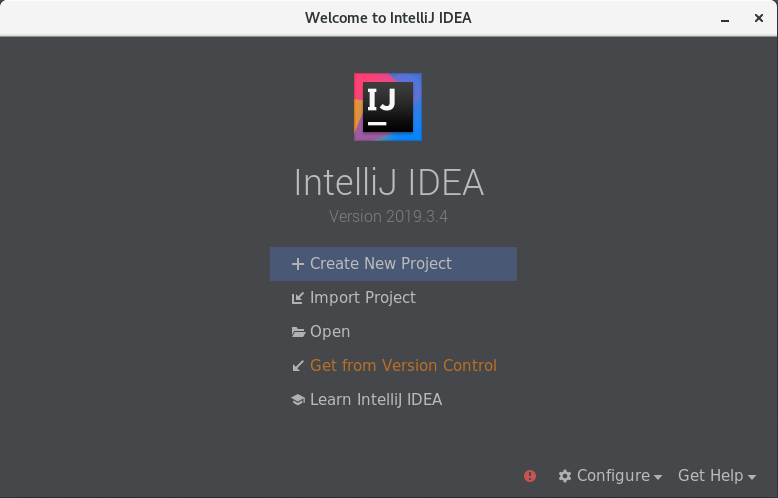 Welcome to IntelliJ IDEA
IJ
IntelliJ IDEA
Version 2019.3.4
Create New Project
Import Project
Open
Get from Version Control
Learn IntelliJ IDEA
Configure Get Help